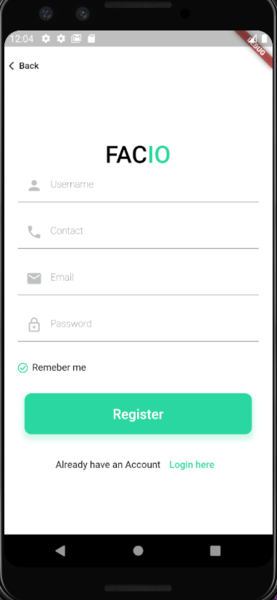 12:04
DEBUG
Back
FACIO
Username
Contact
Email
Password
Remeber me
Register
Already have an Account Login here